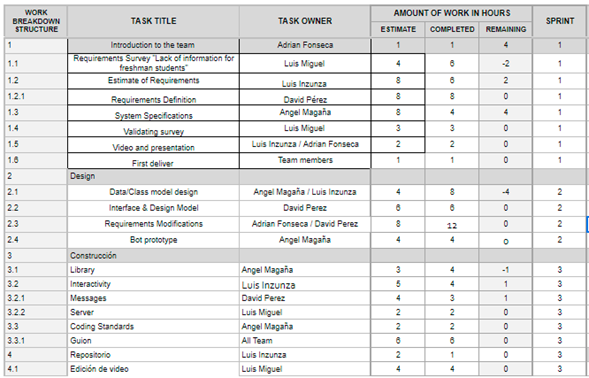 WORK BREAKDOWN STRUCTURE TASK TITLE TASK OWNER AMOUNT OF WORK IN HOURS SPRINT
ESTIMATE COMPLETED REMAINING
1 Introduction to the team Adrian Fonseca 1 1 4 1
1.1 Requirements Survey "Lack of information for freshman students" Luis Miguel 4 6 -2 1
1.2 Estimate of Requirements Luis Inzunza 8 6 2 1
1.2.1 Requirements Definition David Pérez 8 8 0 1
1.3 System Specifications Angel Magaña 8 4 4 1
1.4 Validating survey Luis Miguel 3 3 0 1
1.5 Video and presentation Luis Inzunza / Adrian Fonseca 2 2 0 1
1.6 First deliver Team members 1 1 0 1
2 Design
2.1 Data/Class model design Angel Magaña / Luis Inzunza 4 8 -4 2
2.2 Interface & Design Model David Perez 6 6 0 2
2.3 Requirements Modifications Adrian Fonseca / David Perez 8 12 0 2
2.4 Bot prototype Angel Magaña 4 4 0 2
3 Construcción
3.1 Library Angel Magaña 3 4 -1 3
3.2 Interactivity Luis Inzunza 5 4 1 3
3.2.1 Messages David Perez 4 3 1 3
3.2.2 Server Luis Miguel 2 2 0 3
3.3 Coding Standards Angel Magaña 2 2 0 3
3.3.1 Guion All Team 6 6 0 3
4 Repositorio Luis Inzunza 2 1 0 3
4.1 Edición de video Luis Miguel 4 4 0 3